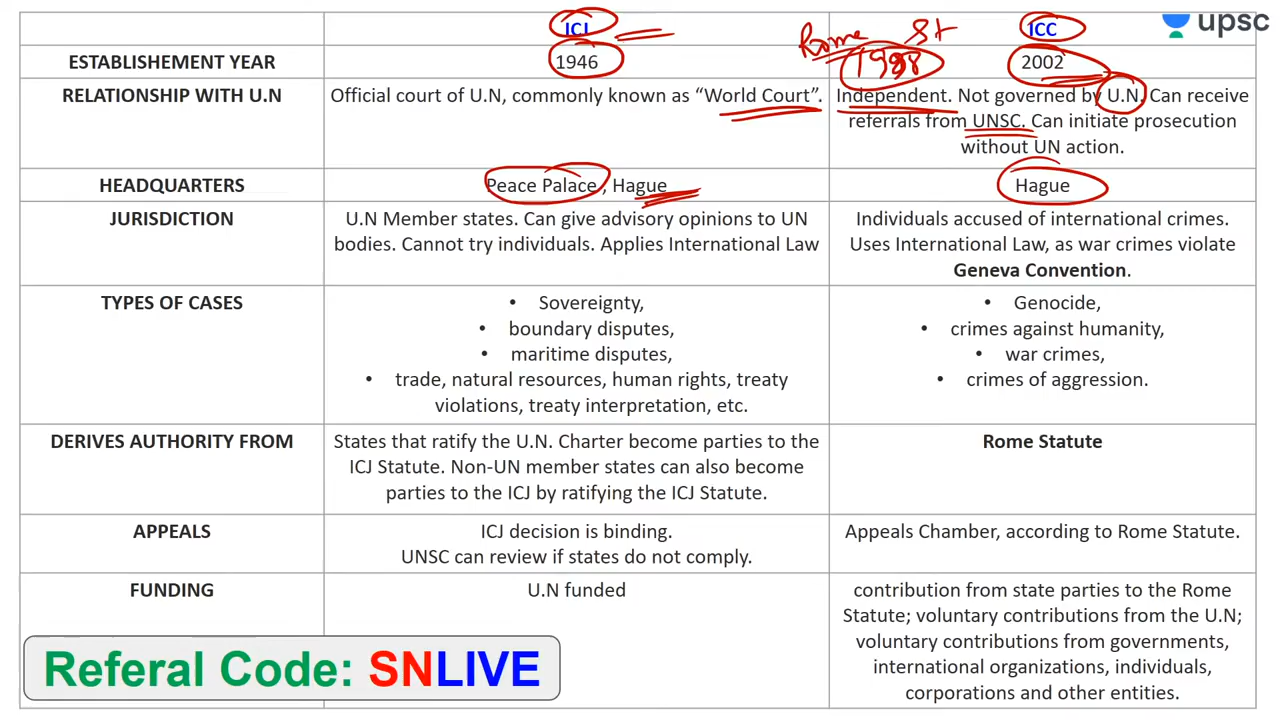 ICJ
ICC
upsc
Rome St
1998
ESTABLISHEMENT YEAR
1946
2002
RELATIONSHIP WITH U.N
Official court of U.N, commonly known as “World Court”.
Independent. Not governed by U.N. Can receive
referrals from UNSC. Can initiate prosecution
without UN action.
HEADQUARTERS
Peace Palace , Hague
Hague
JURISDICTION
U.N Member states. Can give advisory opinions to UN
bodies. Cannot try individuals. Applies International Law
Individuals accused of international crimes.
Uses International Law, as war crimes violate
Geneva Convention.
TYPES OF CASES
• Sovereignty,
• boundary disputes,
• maritime disputes,
• trade, natural resources, human rights, treaty
violations, treaty interpretation, etc.
• Genocide,
• crimes against humanity,
• war crimes,
• crimes of aggression.
DERIVES AUTHORITY FROM
States that ratify the U.N. Charter become parties to the
ICJ Statute. Non-UN member states can also become
parties to the ICJ by ratifying the ICJ Statute.
Rome Statute
APPEALS
ICJ decision is binding.
UNSC can review if states do not comply.
Appeals Chamber, according to Rome Statute.
FUNDING
U.N funded
contribution from state parties to the Rome
Statute; voluntary contributions from the U.N;
voluntary contributions from governments,
international organizations, individuals,
corporations and other entities.
Referal Code: SNLIVE